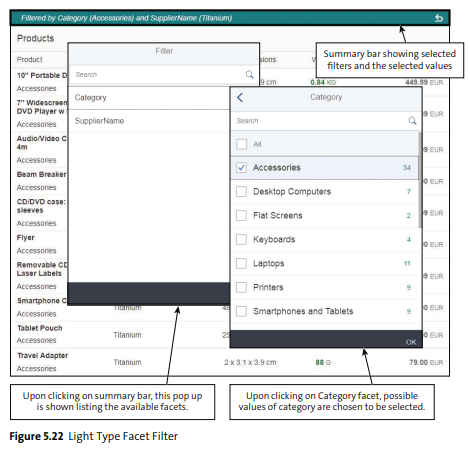 Filtered by Category (Accessories) and SupplierName (Titanium)
Products
Filter
Summary bar showing selected
filters and the selected values
Product
sions
W
Search
9 cm
0.84 KG
449.99 EUR
10" Portable D
Accessories
Category
Category
7" Widescreen
DVD Player w
Accessories
9 EUR
SupplierName
Search
Audio/Video C
4m
Accessories
All
9 EUR
Accessories
34
Beam Breaker
Accessories
EUR
Desktop Computers
7
CD/DVD case:
sleeves
Accessories
9 EUR
Flat Screens
2
Flyer
Accessories
0 EUR
Keyboards
4
Removable CD
Laser Labels
Accessories
9 EUR
Laptops
11
Printers
9
Smartphone C
Accessories
Titanium
0 EUR
Smartphones and Tablets
9
Tablet Pouch
Accessories
Titanium
25
0 EUR
OK
Travel Adapter
Accessories
Titanium
2 x 3.1 x 3.9 cm
88 G
79.00 EUR
Upon clicking on summary bar, this pop up
is shown listing the available facets.
Upon clicking on Category facet, possible
values of category are chosen to be selected.
Figure 5.22 Light Type Facet Filter